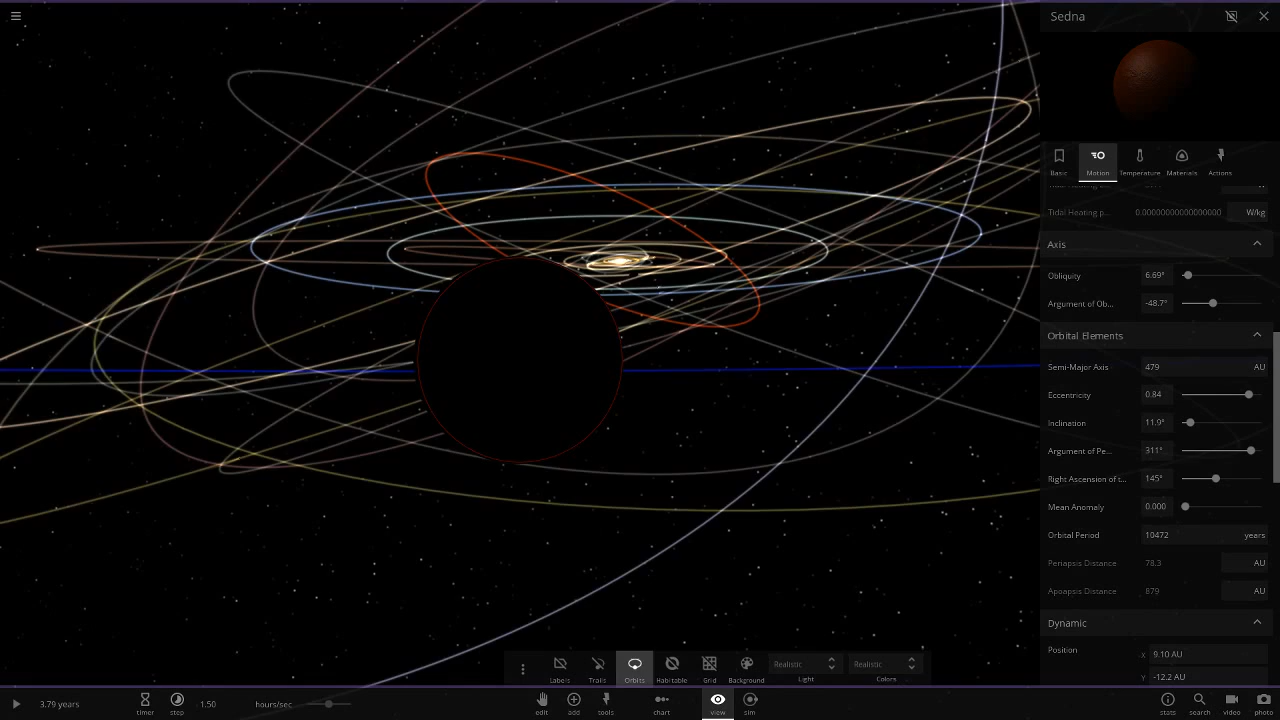 Sedna
Basic
Motion
Temperature
Materials
Actions
Tidal Heating p... 0.00000000000000000 W/kg
Axis
Obliquity 6.69°
Argument of Ob... -48.7°
Orbital Elements
Semi-Major Axis 479 AU
Eccentricity 0.84
Inclination 11.9°
Argument of Pe... 311°
Right Ascension of t... 145°
Mean Anomaly 0.000
Orbital Period 10472 years
Periapsis Distance 78.3 AU
Apoapsis Distance 879 AU
Dynamic
Position X 9.10 AU
Y -12.2 AU
Labels
Trails
Orbits
Habitable
Grid
Background
Realistic
Light
Realistic
Colors
3.79 years
timer
step
1.50 hours/sec
edit
add
tools
chart
view
sim
stats
search
video
photo